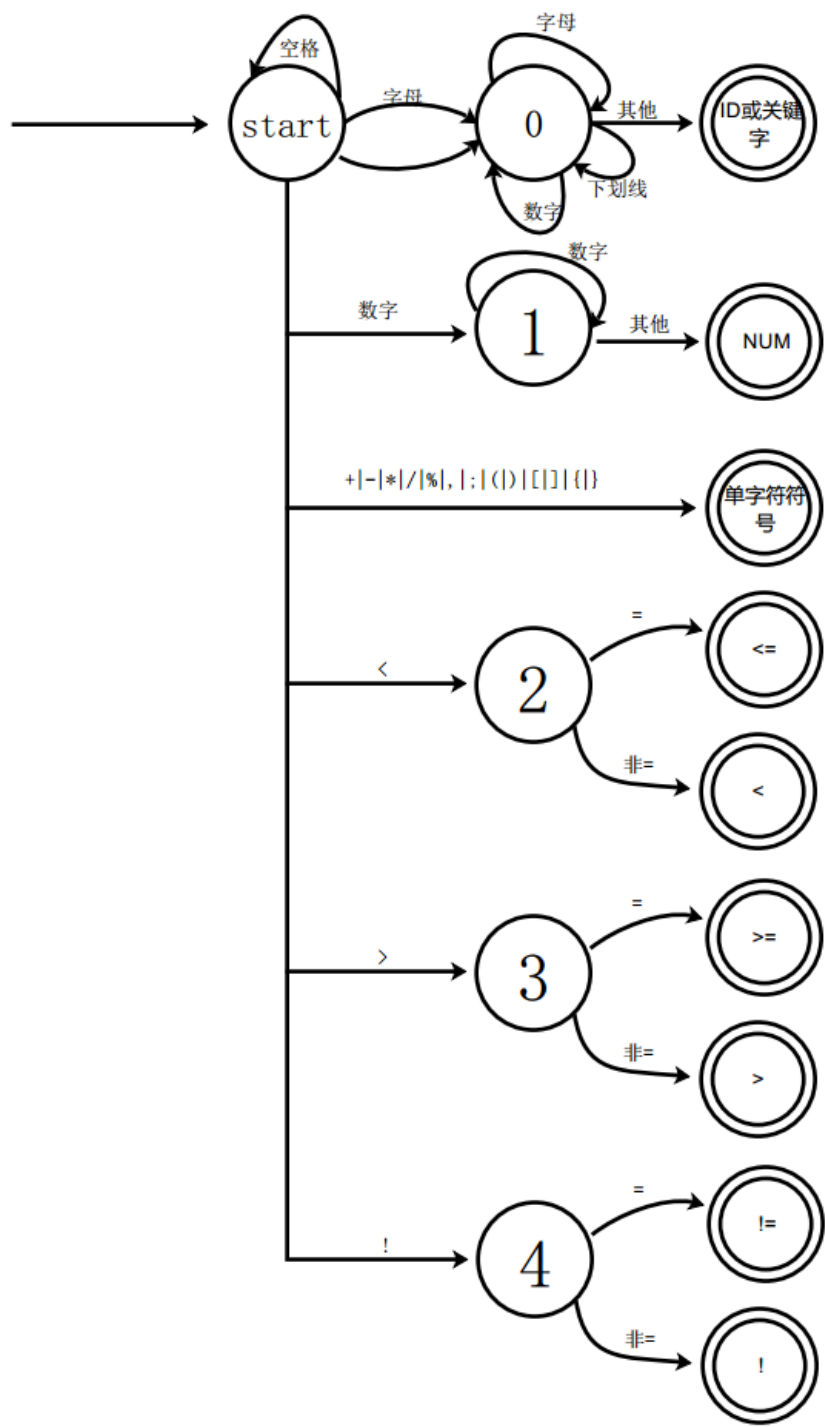 空格
start
字母
字母
0
其他
ID或关键
字
下划线
数字
数字
数字
1
其他
NUM
+|-|*|/|%|,|;|(|)|[|]|{|}
单字符符
号
<
2
=
<=
非=
<
>
3
=
>=
非=
>
!
4
=
!=
非=
!